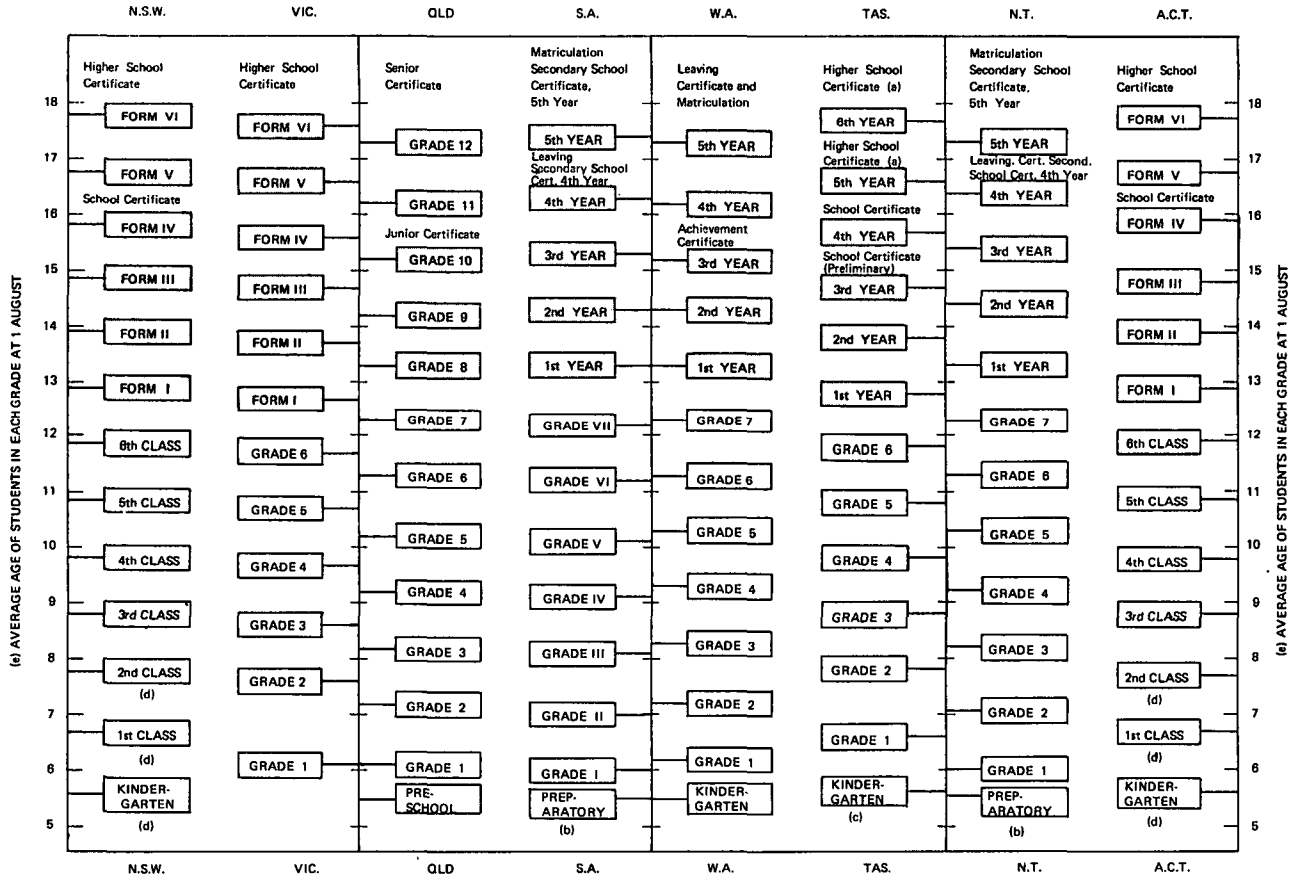 N.S.W. VIC. QLD S.A. W.A. TAS. N.T. A.C.T.
(e) AVERAGE AGE OF STUDENTS IN EACH GRADE AT 1 AUGUST
18
17
16
15
14
13
12
11
10
9
8
7
6
5
Higher School
Certificate
FORM VI
FORM V
School Certificate
FORM IV
FORM III
FORM II
FORM I
6th CLASS
5th CLASS
4th CLASS
3rd CLASS
2nd CLASS
(d)
1st CLASS
(d)
KINDER-
GARTEN
(d)
Higher School
Certificate
FORM VI
FORM V
FORM IV
FORM III
FORM II
FORM I
GRADE 6
GRADE 5
GRADE 4
GRADE 3
GRADE 2
GRADE 1
Senior
Certificate
GRADE 12
GRADE 11
Junior Certificate
GRADE 10
GRADE 9
GRADE 8
GRADE 7
GRADE 6
GRADE 5
GRADE 4
GRADE 3
GRADE 2
GRADE 1
PRE-
SCHOOL
Matriculation
Secondary School
Certificate,
5th Year
5th YEAR
Leaving
Secondary School
Cert. 4th Year
4th YEAR
3rd YEAR
2nd YEAR
1st YEAR
GRADE VII
GRADE VI
GRADE V
GRADE IV
GRADE III
GRADE II
GRADE I
PREP-
ARATORY
(b)
Leaving
Certificate and
Matriculation
5th YEAR
4th YEAR
Achievement
Certificate
3rd YEAR
2nd YEAR
1st YEAR
GRADE 7
GRADE 6
GRADE 5
GRADE 4
GRADE 3
GRADE 2
GRADE 1
KINDER-
GARTEN
Higher School
Certificate (a)
6th YEAR
Higher School
Certificate (a)
5th YEAR
School Certificate
4th YEAR
School Certificate
(Preliminary)
3rd YEAR
2nd YEAR
1st YEAR
GRADE 6
GRADE 5
GRADE 4
GRADE 3
GRADE 2
GRADE 1
KINDER-
GARTEN
(c)
Matriculation
Secondary School
Certificate,
5th Year
5th YEAR
Leaving. Cert. Second.
School Cert. 4th Year
4th YEAR
3rd YEAR
2nd YEAR
1st YEAR
GRADE 7
GRADE 6
GRADE 5
GRADE 4
GRADE 3
GRADE 2
GRADE 1
PREP-
ARATORY
(b)
Higher School
Certificate
FORM VI
FORM V
School Certificate
FORM IV
FORM III
FORM II
FORM I
6th CLASS
5th CLASS
4th CLASS
3rd CLASS
2nd CLASS
(d)
1st CLASS
(d)
KINDER-
GARTEN
(d)
18
17
16
15
14
13
12
11
10
9
8
7
6
5
(e) AVERAGE AGE OF STUDENTS IN EACH GRADE AT 1 AUGUST
N.S.W. VIC. QLD S.A. W.A. TAS. N.T. A.C.T.